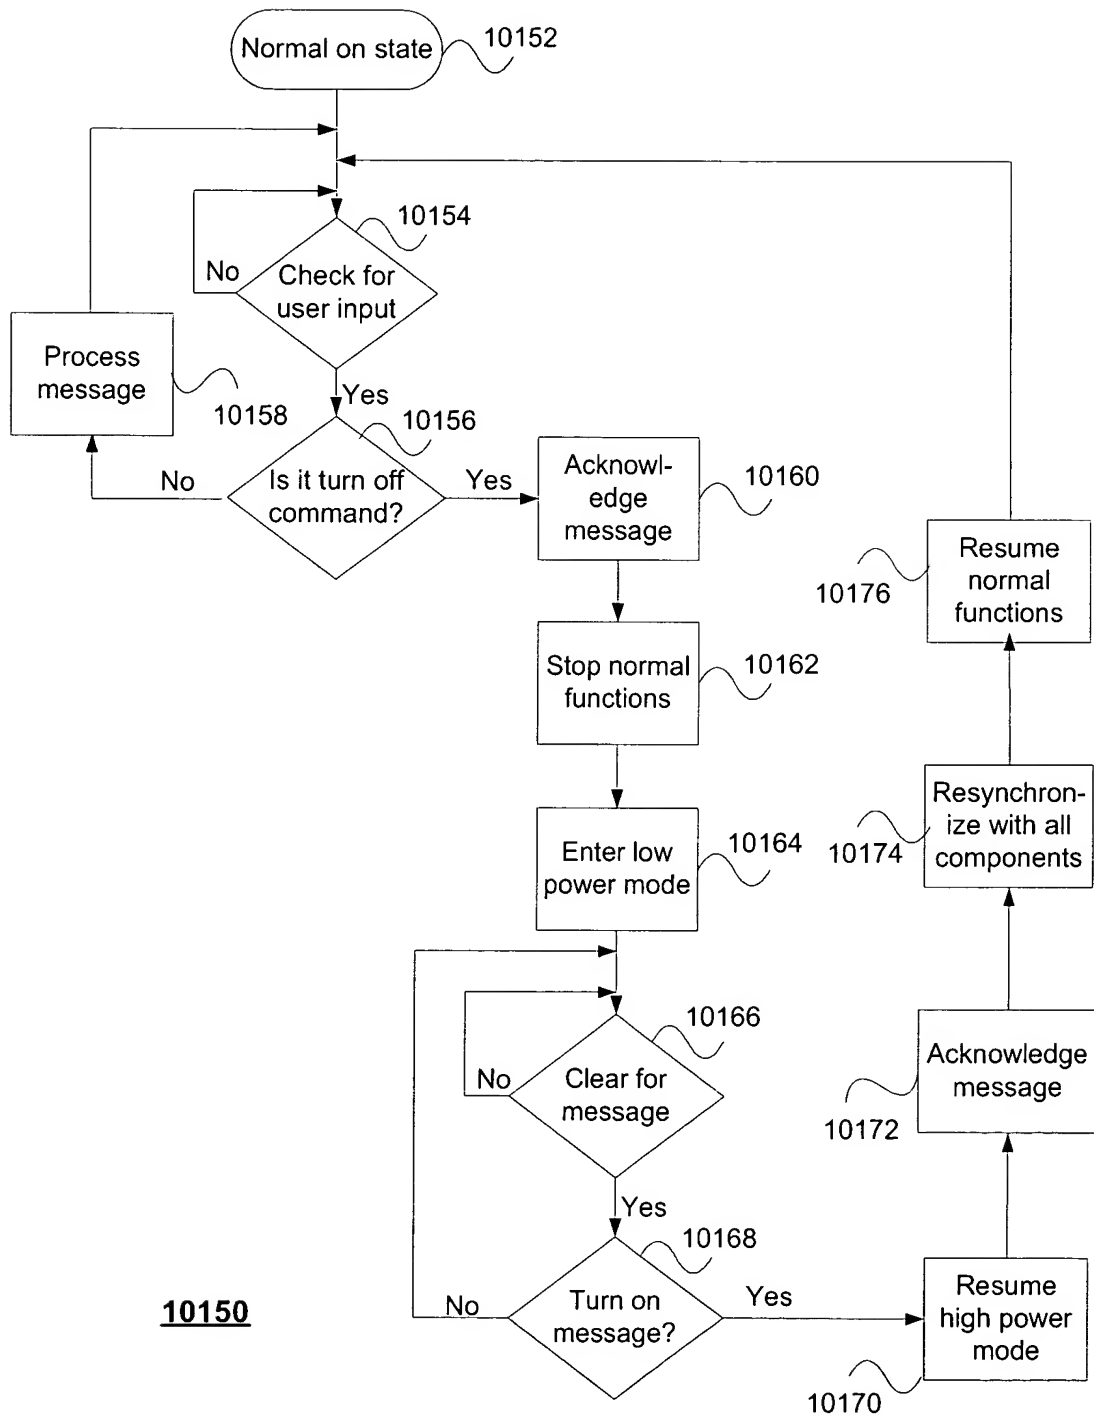 Normal on state
10152
10154
No
Check for
user input
Process
message
10158
Yes
10156
No
Is it turn off
command?
Yes
Acknowl-
edge
message
10160
Resume
normal
functions
10176
Stop normal
functions
10162
Resynchron-
ize with all
components
10174
Enter low
power mode
10164
10166
No
Clear for
message
Acknowledge
message
10172
Yes
10168
No
Turn on
message?
Yes
Resume
high power
mode
10170
10150